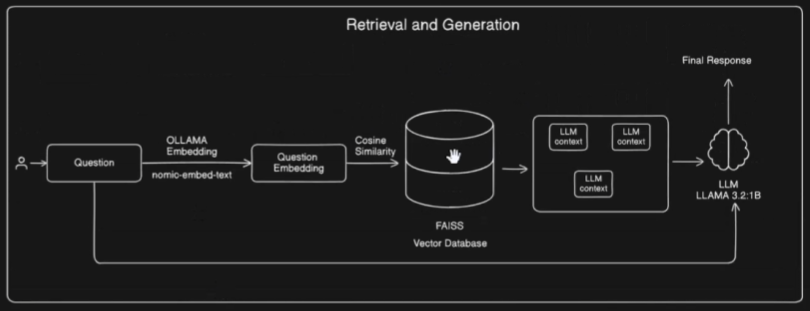 Retrieval and Generation
Final Response
OLLAMA
Embedding
Cosine
Similarity
LLM
context
LLM
context
Question
Question
Embedding
nomic-embed-text
LLM
context
LLM
LLAMA 3.2:1B
FAISS
Vector Database